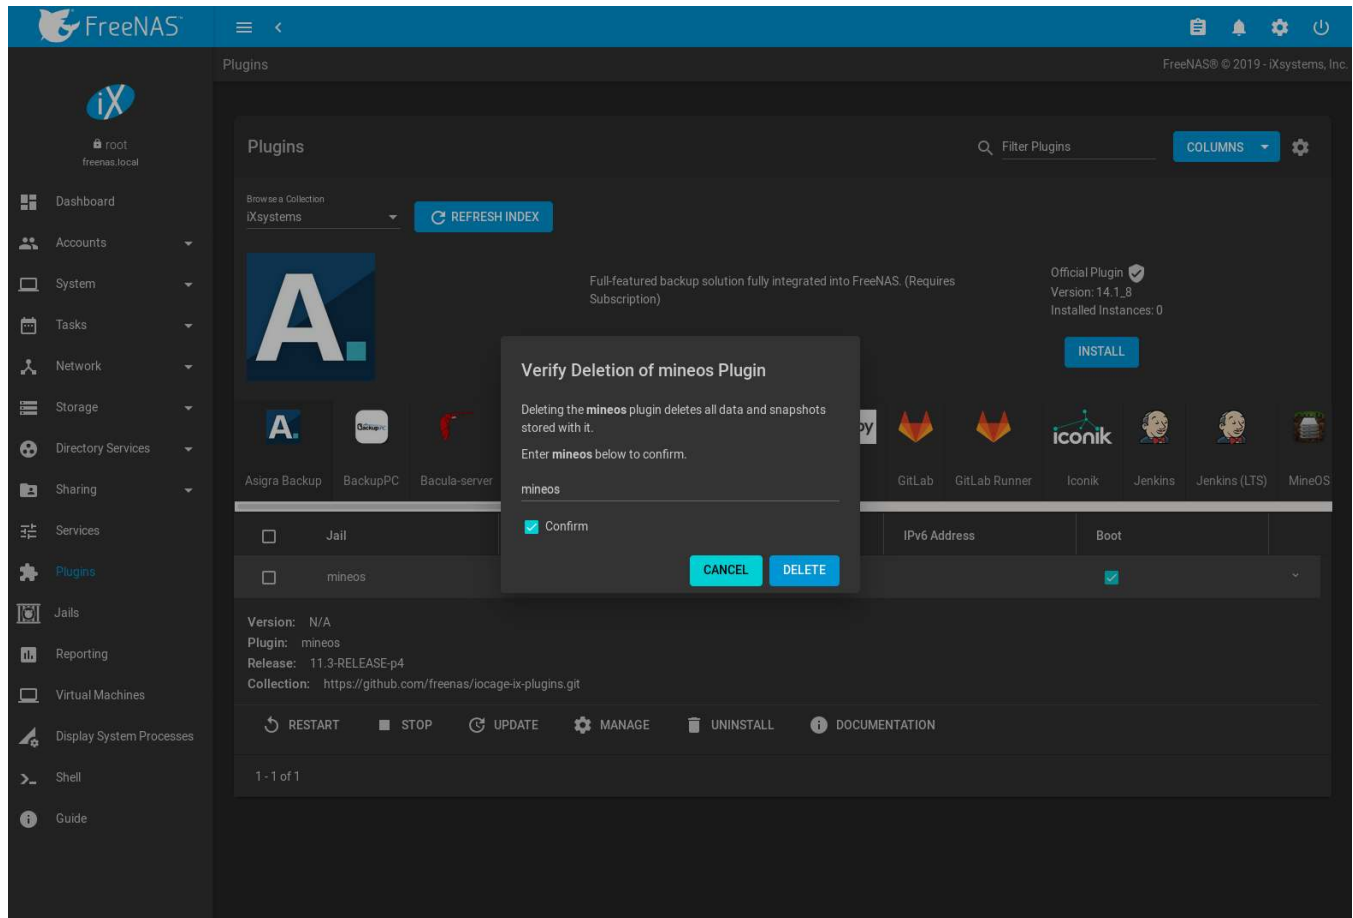 FreeNAS
Plugins
FreeNAS® © 2019 - iXsystems, Inc.
iX
root
freenas.local
Dashboard
Accounts
System
Tasks
Network
Storage
Directory Services
Sharing
Services
Plugins
Jails
Reporting
Virtual Machines
Display System Processes
Shell
Guide
Plugins
Filter Plugins
COLUMNS
Browse a Collection
iXsystems
REFRESH INDEX
A.
Full-featured backup solution fully integrated into FreeNAS. (Requires
Subscription)
Official Plugin
Version: 14.1_8
Installed Instances: 0
INSTALL
A.
BackupPC
iconik
Asigra Backup
BackupPC
Bacula-server
GitLab
GitLab Runner
Iconik
Jenkins
Jenkins (LTS)
MineOS
Verify Deletion of mineos Plugin
Deleting the mineos plugin deletes all data and snapshots
stored with it.
Enter mineos below to confirm.
mineos
Confirm
CANCEL
DELETE
Jail
IPv6 Address
Boot
mineos
Version: N/A
Plugin: mineos
Release: 11.3-RELEASE-p4
Collection: https://github.com/freenas/iocage-ix-plugins.git
RESTART
STOP
UPDATE
MANAGE
UNINSTALL
DOCUMENTATION
1 - 1 of 1